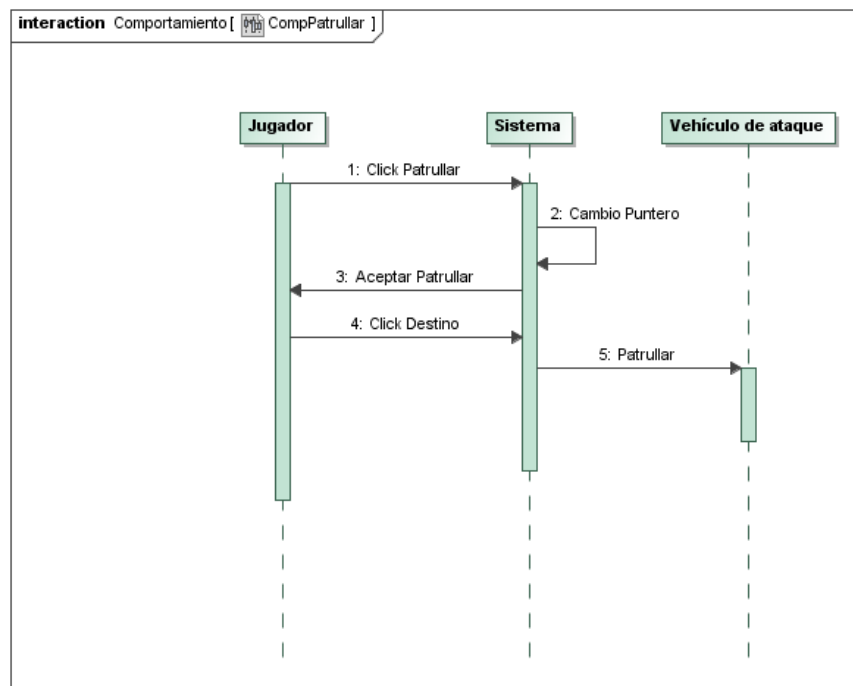 interaction Comportamiento [ CompPatrullar ]
Jugador
Sistema
Vehículo de ataque
1: Click Patrullar
2: Cambio Puntero
3: Aceptar Patrullar
4: Click Destino
5: Patrullar